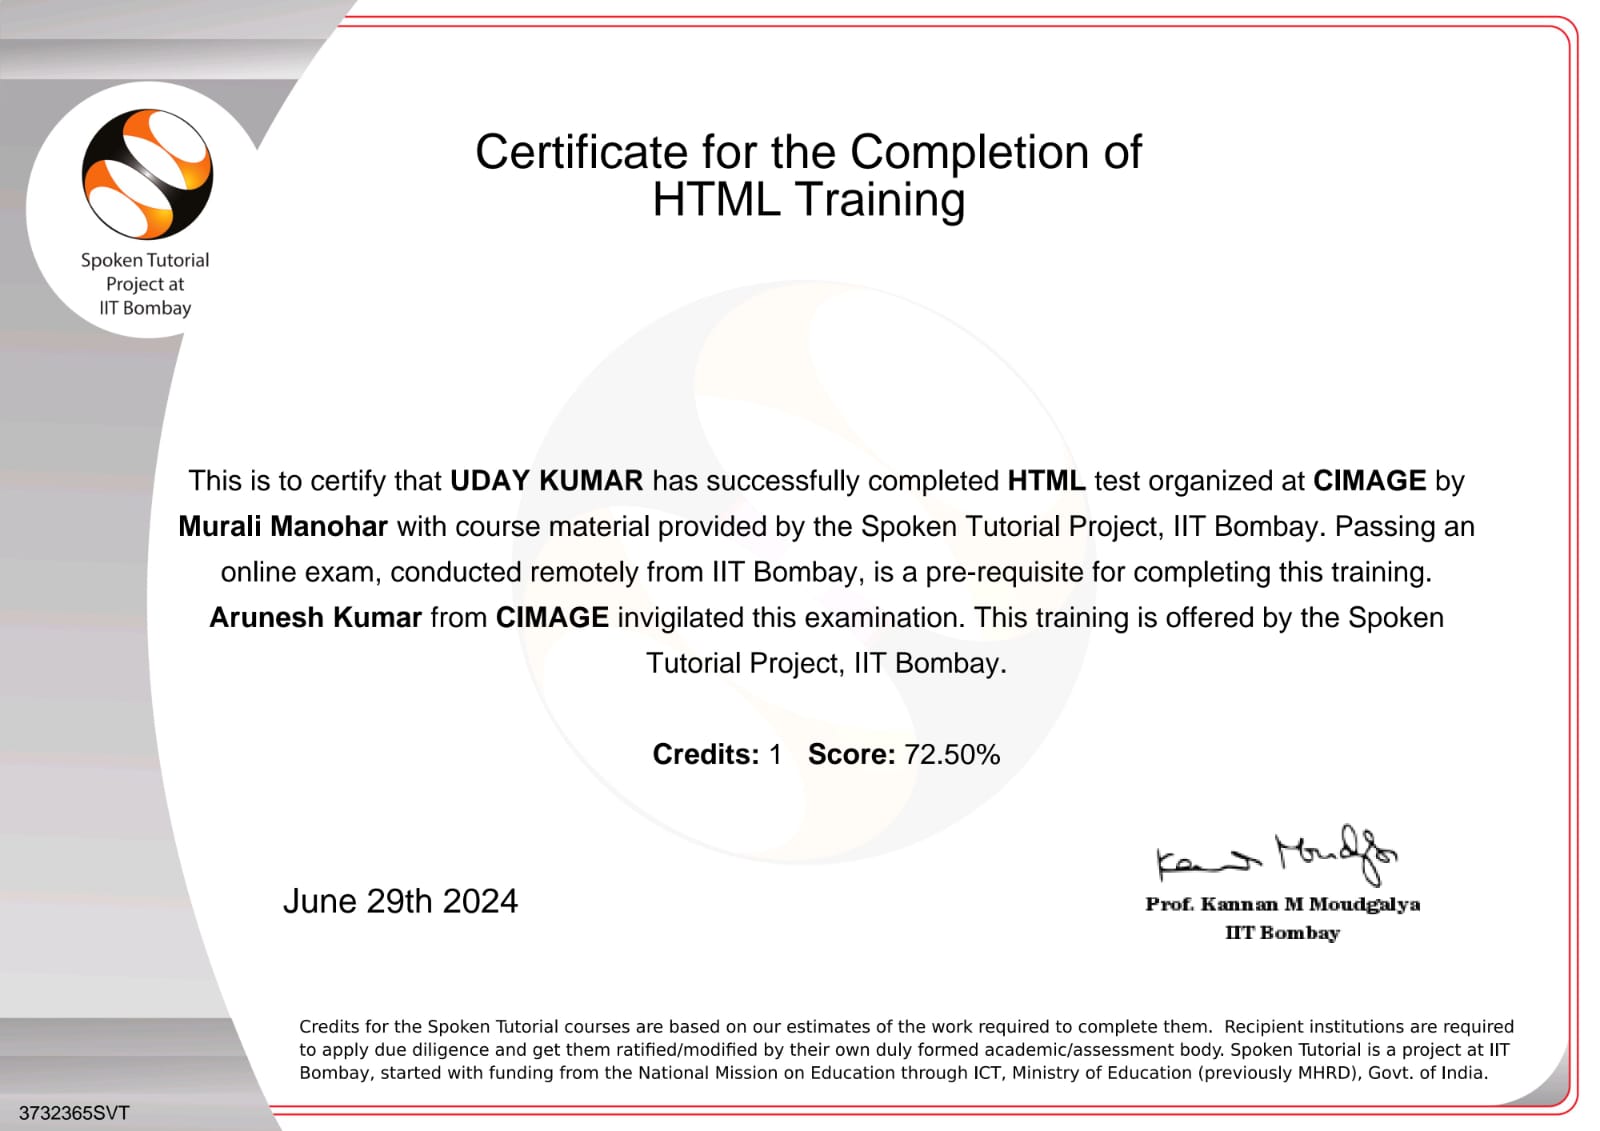 Certificate for the Completion of
HTML Training
Spoken Tutorial
Project at
IIT Bombay
This is to certify that UDAY KUMAR has successfully completed HTML test organized at CIMAGE by
Murali Manohar with course material provided by the Spoken Tutorial Project, IIT Bombay. Passing an
online exam, conducted remotely from IIT Bombay, is a pre-requisite for completing this training.
Arunesh Kumar from CIMAGE invigilated this examination. This training is offered by the Spoken
Tutorial Project, IIT Bombay.
Credits: 1 Score: 72.50%
June 29th 2024
Kannan Moudgalya
Prof. Kannan M Moudgalya
IIT Bombay
Credits for the Spoken Tutorial courses are based on our estimates of the work required to complete them. Recipient institutions are required
to apply due diligence and get them ratified/modified by their own duly formed academic/assessment body. Spoken Tutorial is a project at IIT
Bombay, started with funding from the National Mission on Education through ICT, Ministry of Education (previously MHRD), Govt. of India.
3732365SVT